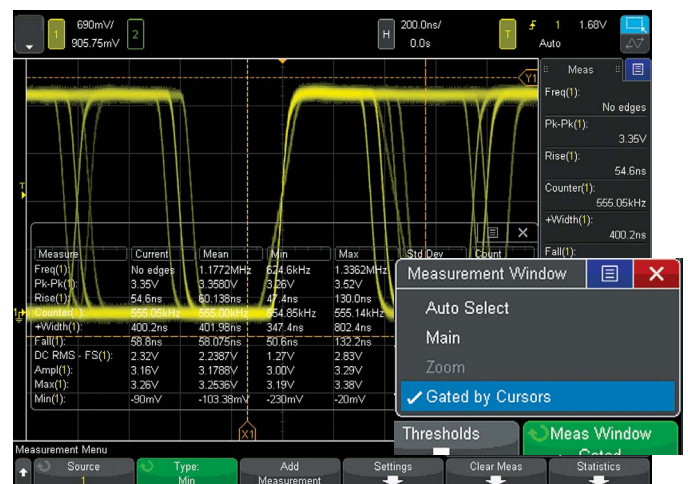 1 690mV/ 2 H 200.0ns/ T 1 1.68V
905.75mV 0.0s Auto
Y1
Meas
Freq(1):
No edges
Pk-Pk(1):
3.35V
Rise(1):
54.6ns
Counter(1):
555.05kHz
+Width(1):
400.2ns
Fall(1):
T
1
Measure Current Mean Min Max Std Dev Count
Freq(1): No edges 1.1772MHz 624.6kHz 1.3362MHz
Pk-Pk(1): 3.35V 3.3580V 3.26V 3.52V
Rise(1): 54.6ns 60.138ns 47.4ns 130.0ns
Counter(1): 555.05kHz 555.00kHz 554.85kHz 555.14kHz
+Width(1): 400.2ns 401.98ns 347.4ns 802.4ns
Fall(1): 58.8ns 58.075ns 50.6ns 132.2ns
DC RMS - FS(1): 2.32V 2.2387V 1.27V 2.83V
Ampl(1): 3.16V 3.1788V 3.00V 3.29V
Max(1): 3.26V 3.2536V 3.19V 3.38V
Min(1): -90mV -103.38mV -230mV -20mV
X1
Measurement Window
Auto Select
Main
Zoom
Gated by Cursors
Thresholds Meas Window
Measurement Menu
Source Type: Add Settings Clear Meas Statistics
1 Min Measurement